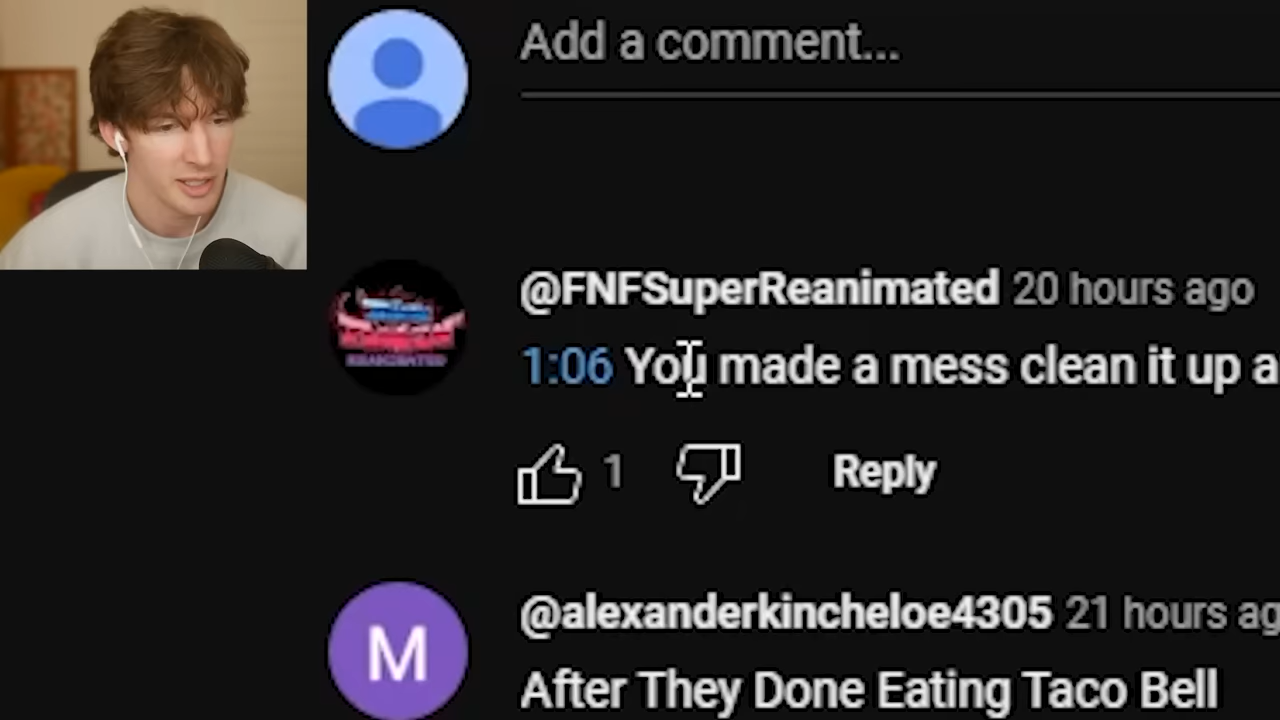 Add a comment...
@FNFSuperReanimated 20 hours ago
1:06 You made a mess clean it up a
1
Reply
M
@alexanderkincheloe4305 21 hours ag
After They Done Eating Taco Bell